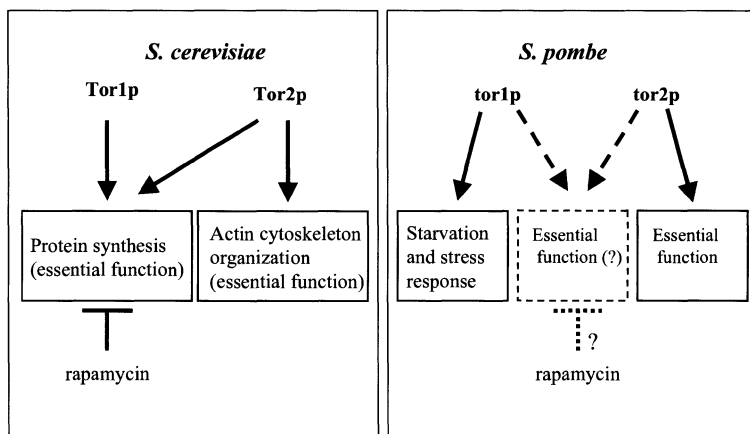 S. cerevisiae
Tor1p
Tor2p
Protein synthesis
(essential function)
Actin cytoskeleton
organization
(essential function)
rapamycin
S. pombe
tor1p
tor2p
Starvation
and stress
response
Essential
function (?)
Essential
function
?
rapamycin